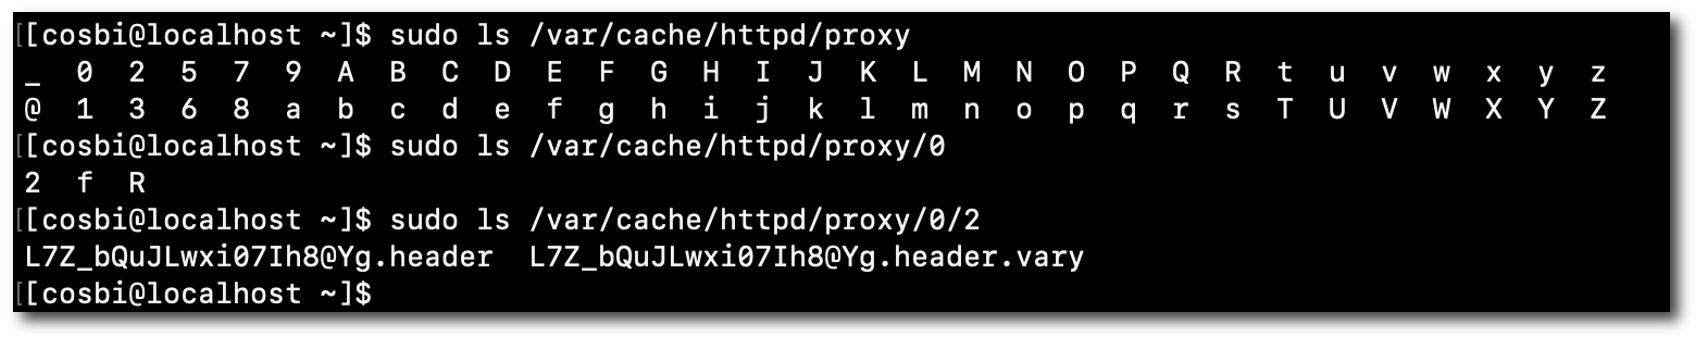 [[cosbi@localhost ~]$ sudo ls /var/cache/httpd/proxy
_  0  2  5  7  9  A  B  C  D  E  F  G  H  I  J  K  L  M  N  O  P  Q  R  t  u  v  w  x  y  z
@  1  3  6  8  a  b  c  d  e  f  g  h  i  j  k  l  m  n  o  p  q  r  s  T  U  V  W  X  Y  Z
[[cosbi@localhost ~]$ sudo ls /var/cache/httpd/proxy/0
2  f  R
[[cosbi@localhost ~]$ sudo ls /var/cache/httpd/proxy/0/2
L7Z_bQuJLwxi07Ih8@Yg.header  L7Z_bQuJLwxi07Ih8@Yg.header.vary
[[cosbi@localhost ~]$